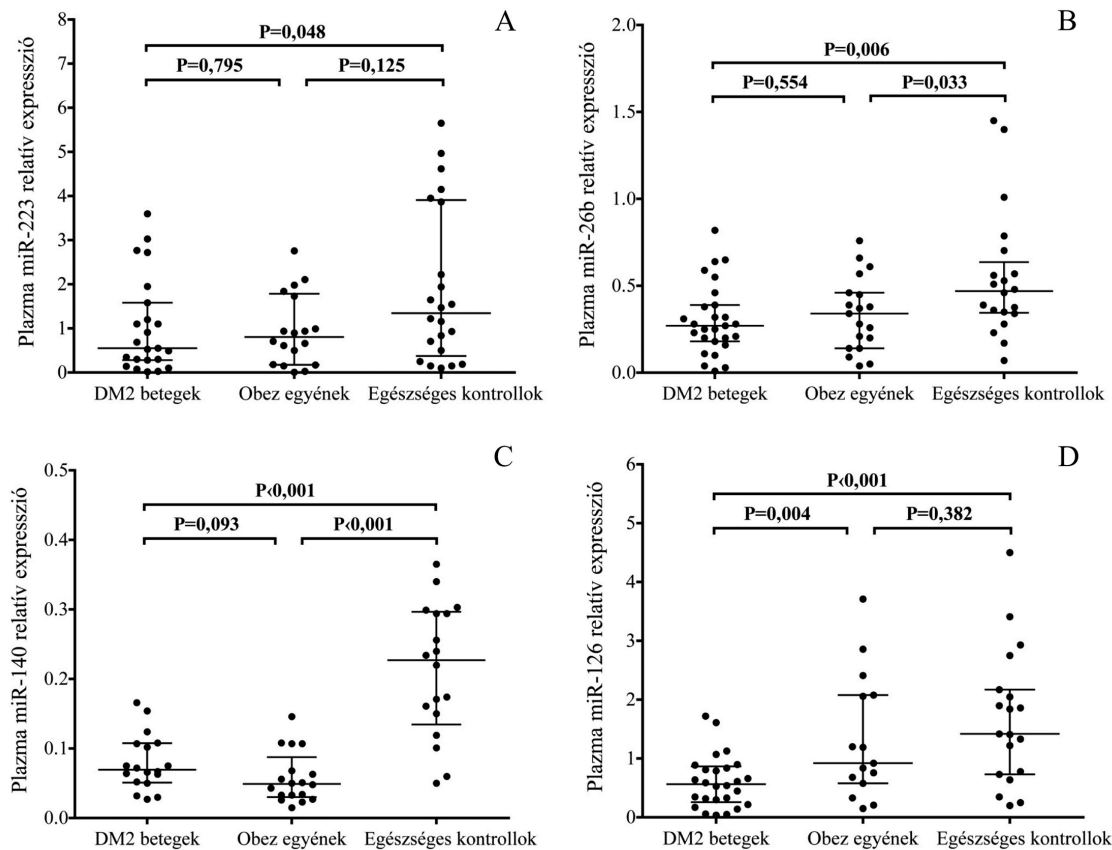 A
Plazma miR-223 relatív expresszió
8
7
6
5
4
3
2
1
0
P=0,048
P=0,795
P=0,125
DM2 betegek
Obez egyének
Egészséges kontrollok
B
Plazma miR-26b relatív expresszió
2.0
1.5
1.0
0.5
0.0
P=0,006
P=0,554
P=0,033
DM2 betegek
Obez egyének
Egészséges kontrollok
C
Plazma miR-140 relatív expresszió
0.5
0.4
0.3
0.2
0.1
0.0
P<0,001
P=0,093
P<0,001
DM2 betegek
Obez egyének
Egészséges kontrollok
D
Plazma miR-126 relatív expresszió
6
5
4
3
2
1
0
P<0,001
P=0,004
P=0,382
DM2 betegek
Obez egyének
Egészséges kontrollok